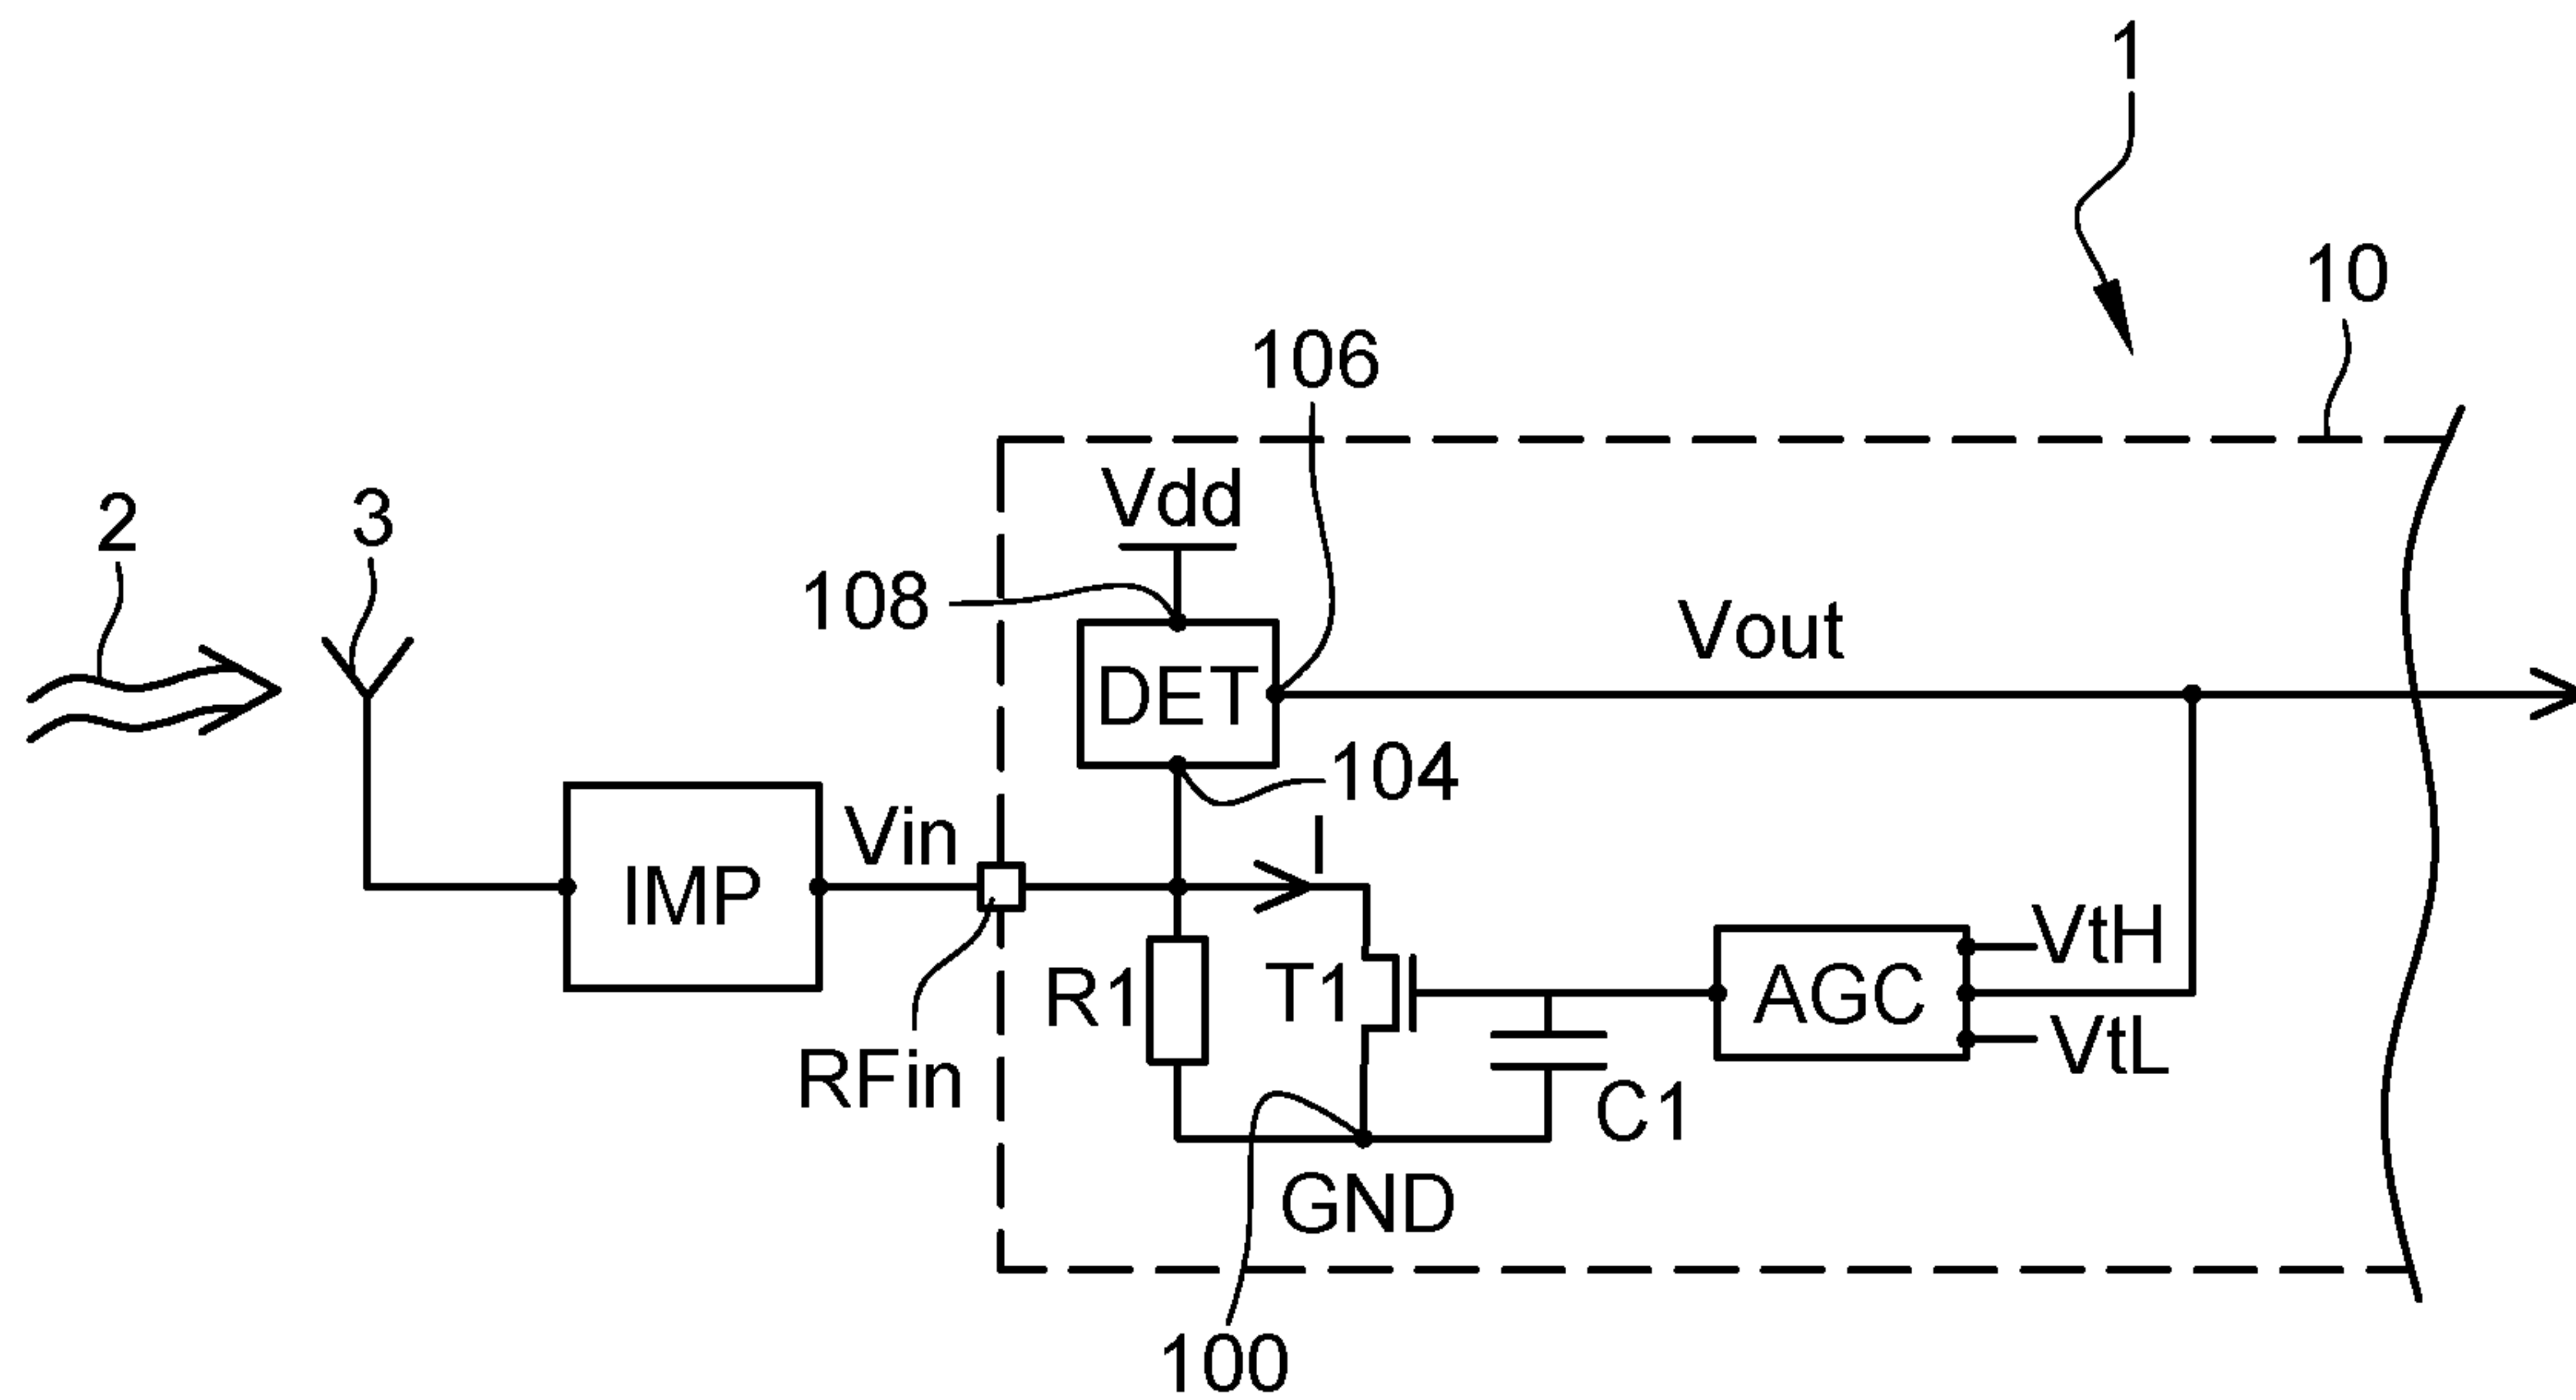 1
10
106
Vdd
2
3
108
Vout
DET
104
Vin
I
IMP
VtH
R1
T1
AGC
VtL
RFin
C1
GND
100